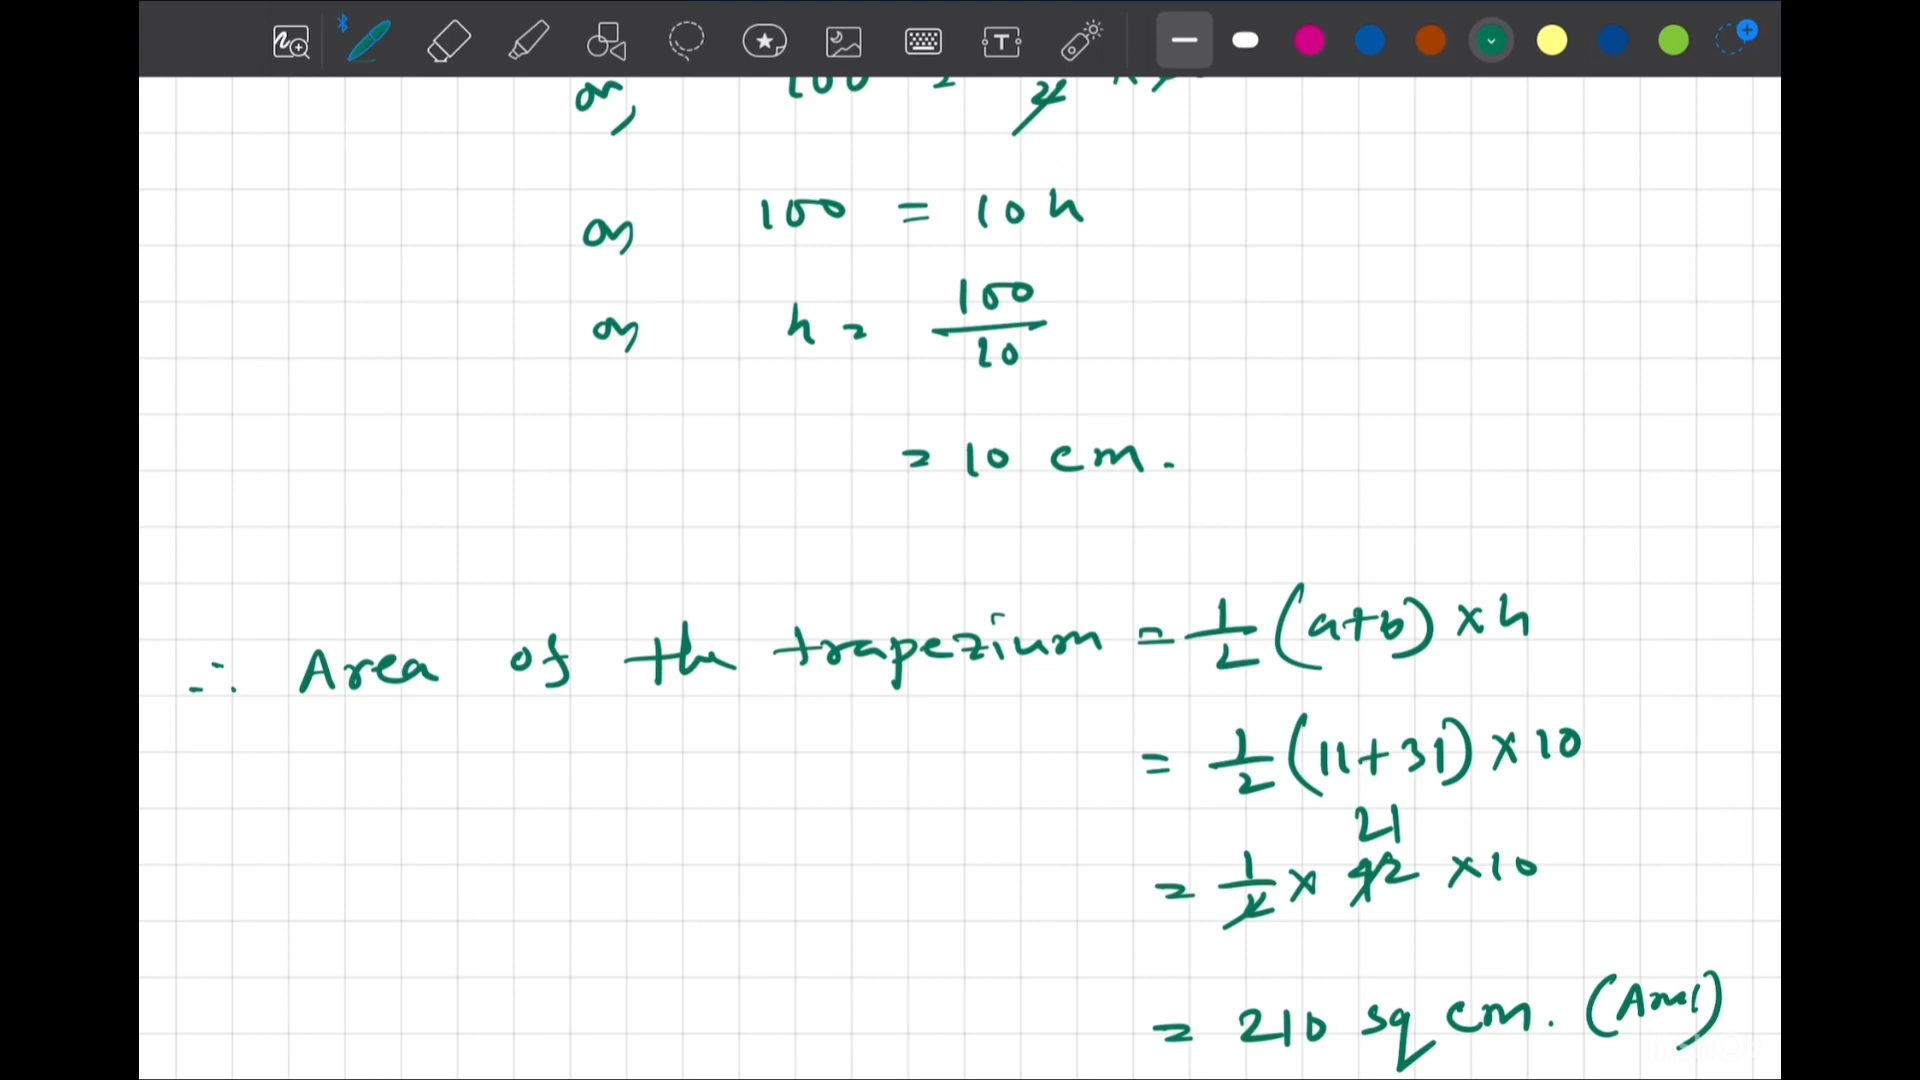 or,
or 100 = 10h
or h = 100/10
= 10 cm.
∴ Area of the trapezium = 1/2 (a+b) × h
= 1/2 (11+31) × 10
21
= 1/2 × 42 × 10
= 210 sq cm. (Ans)